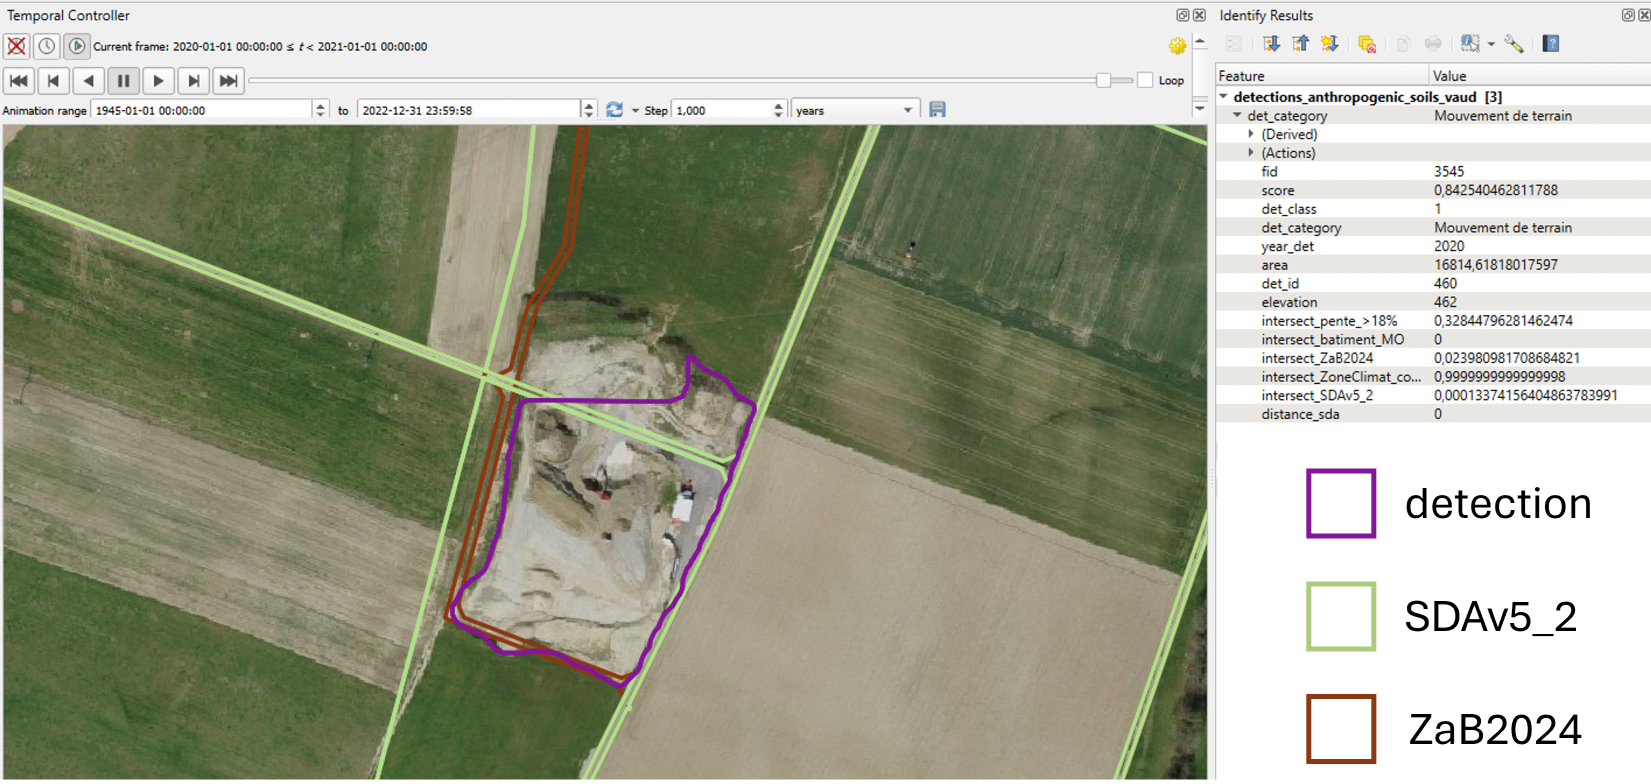 Temporal Controller
Current frame: 2020-01-01 00:00:00 ≤ t < 2021-01-01 00:00:00
Loop
Animation range 1945-01-01 00:00:00 to 2022-12-31 23:59:58 Step 1,000 years
Identify Results
Feature Value
detections_anthropogenic_soils_vaud [3]
det_category Mouvement de terrain
(Derived)
(Actions)
fid 3545
score 0,842540462811788
det_class 1
det_category Mouvement de terrain
year_det 2020
area 16814,61818017597
det_id 460
elevation 462
intersect_pente_>18% 0,32844796281462474
intersect_batiment_MO 0
intersect_ZaB2024 0,023980981708684821
intersect_ZoneClimat_co... 0,9999999999999998
intersect_SDAv5_2 0,00013374156404863783991
distance_sda 0
detection
SDAv5_2
ZaB2024